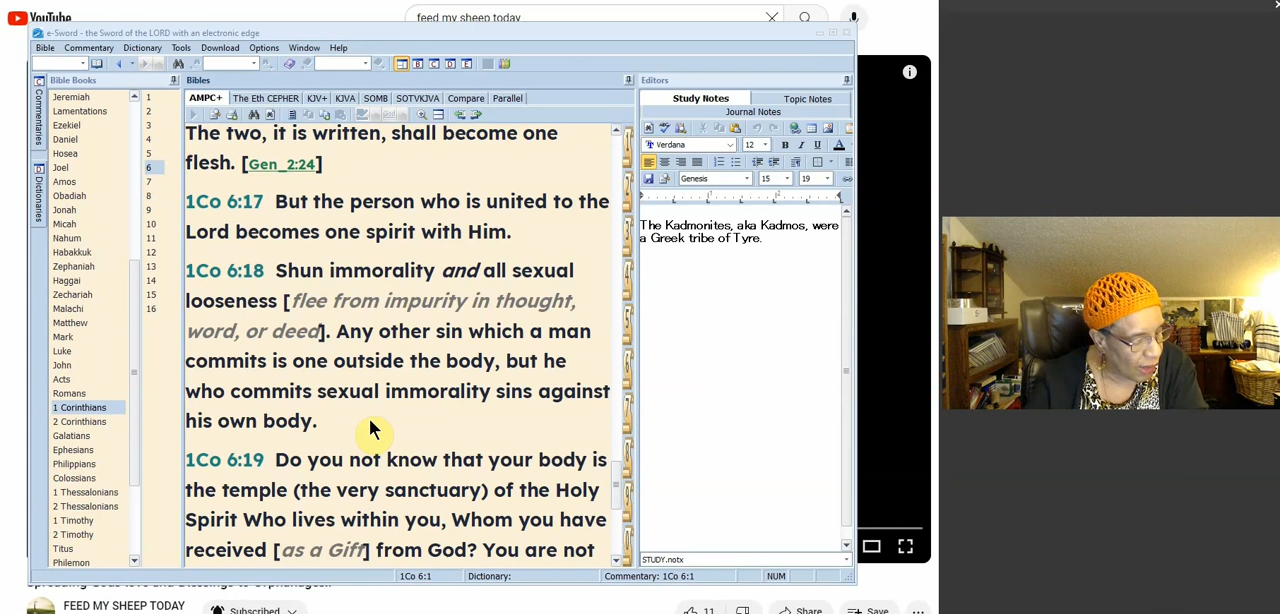 YouTube
feed my sheep today
e-Sword - the Sword of the LORD with an electronic edge
Bible Commentary Dictionary Tools Download Options Window Help
B C D E
Commentaries
Dictionaries
Bible Books
Jeremiah
Lamentations
Ezekiel
Daniel
Hosea
Joel
Amos
Obadiah
Jonah
Micah
Nahum
Habakkuk
Zephaniah
Haggai
Zechariah
Malachi
Matthew
Mark
Luke
John
Acts
Romans
1 Corinthians
2 Corinthians
Galatians
Ephesians
Philippians
Colossians
1 Thessalonians
2 Thessalonians
1 Timothy
2 Timothy
Titus
Philemon
1
2
3
4
5
6
7
8
9
10
11
12
13
14
15
16
Bibles
AMPC+ The Eth CEPHER KJV+ KJVA SOMB SOTVKJVA Compare Parallel
The two, it is written, shall become one
flesh. [Gen_2:24]
1Co 6:17 But the person who is united to the
Lord becomes one spirit with Him.
1Co 6:18 Shun immorality and all sexual
looseness [flee from impurity in thought,
word, or deed]. Any other sin which a man
commits is one outside the body, but he
who commits sexual immorality sins against
his own body.
1Co 6:19 Do you not know that your body is
the temple (the very sanctuary) of the Holy
Spirit Who lives within you, Whom you have
received [as a Gift] from God? You are not
Editors
Study Notes Topic Notes
Journal Notes
Verdana 12 B I U A
Genesis 15 19
The Kadmonites, aka Kadmos, were
a Greek tribe of Tyre.
STUDY.notx
1Co 6:1 Dictionary: Commentary: 1Co 6:1 NUM
FEED MY SHEEP TODAY
Subscribed
11 Share Save